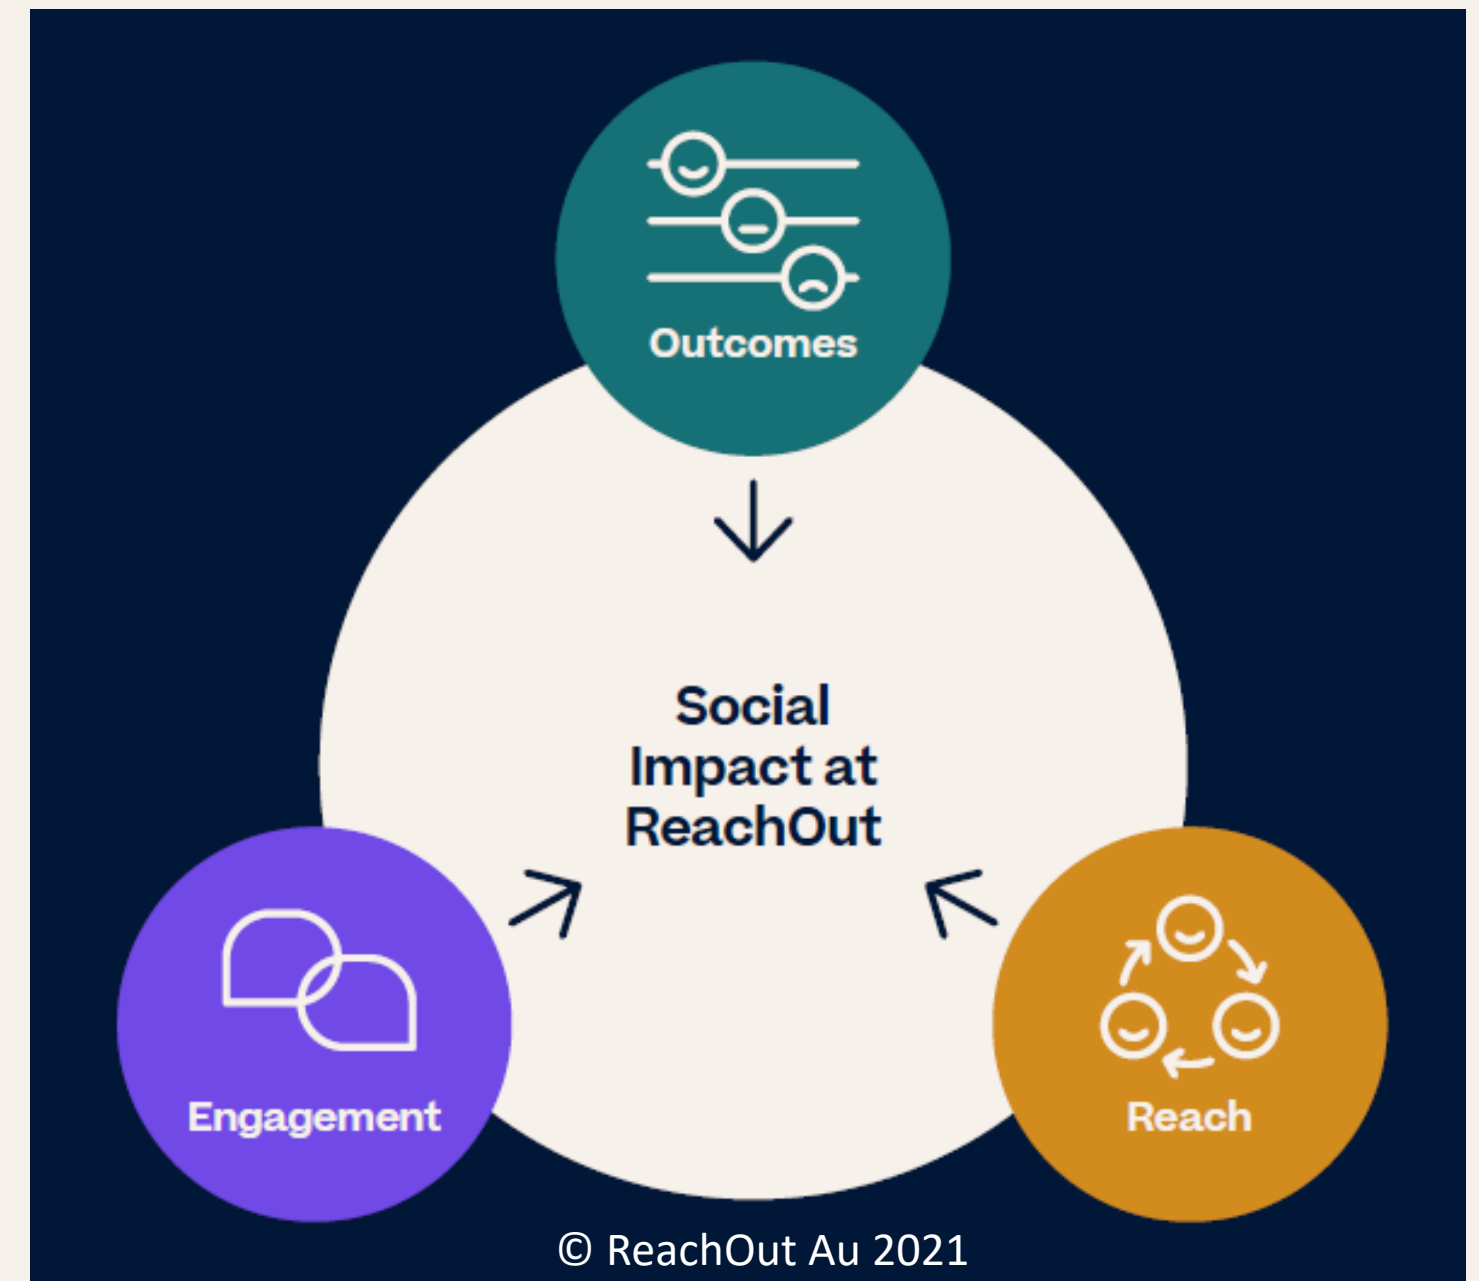 Outcomes
Social
Impact at
ReachOut
Engagement
Reach
© ReachOut Au 2021